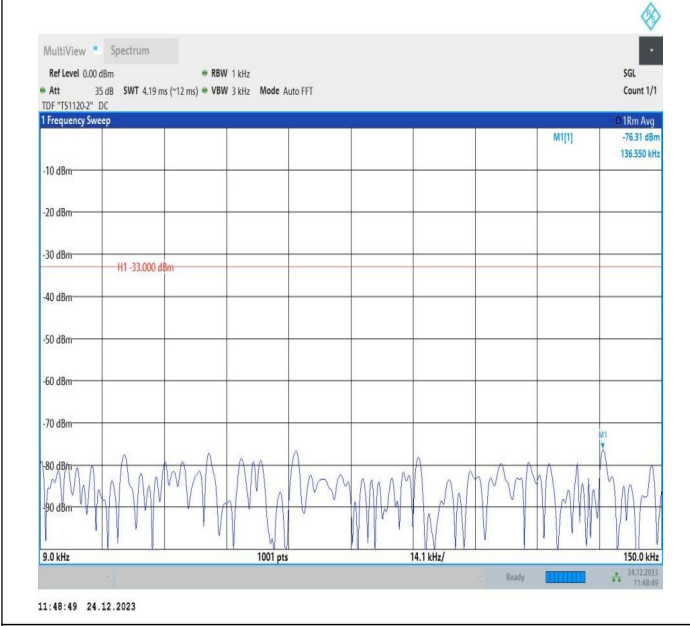 R S
MultiView Spectrum
Ref Level 0.00 dBm RBW 1 kHz SGL
Att 35 dB SWT 4.19 ms (~12 ms) VBW 3 kHz Mode Auto FFT Count 1/1
TDF "TS1120-2" DC
1 Frequency Sweep 1Rm Avg
M1[1] -76.31 dBm
136.550 kHz
-10 dBm
-20 dBm
-30 dBm
H1 -33.000 dBm
-40 dBm
-50 dBm
-60 dBm
-70 dBm
M1
-80 dBm
-90 dBm
9.0 kHz 1001 pts 14.1 kHz/ 150.0 kHz
Ready 24.12.2023
11:48:49
11:48:49 24.12.2023